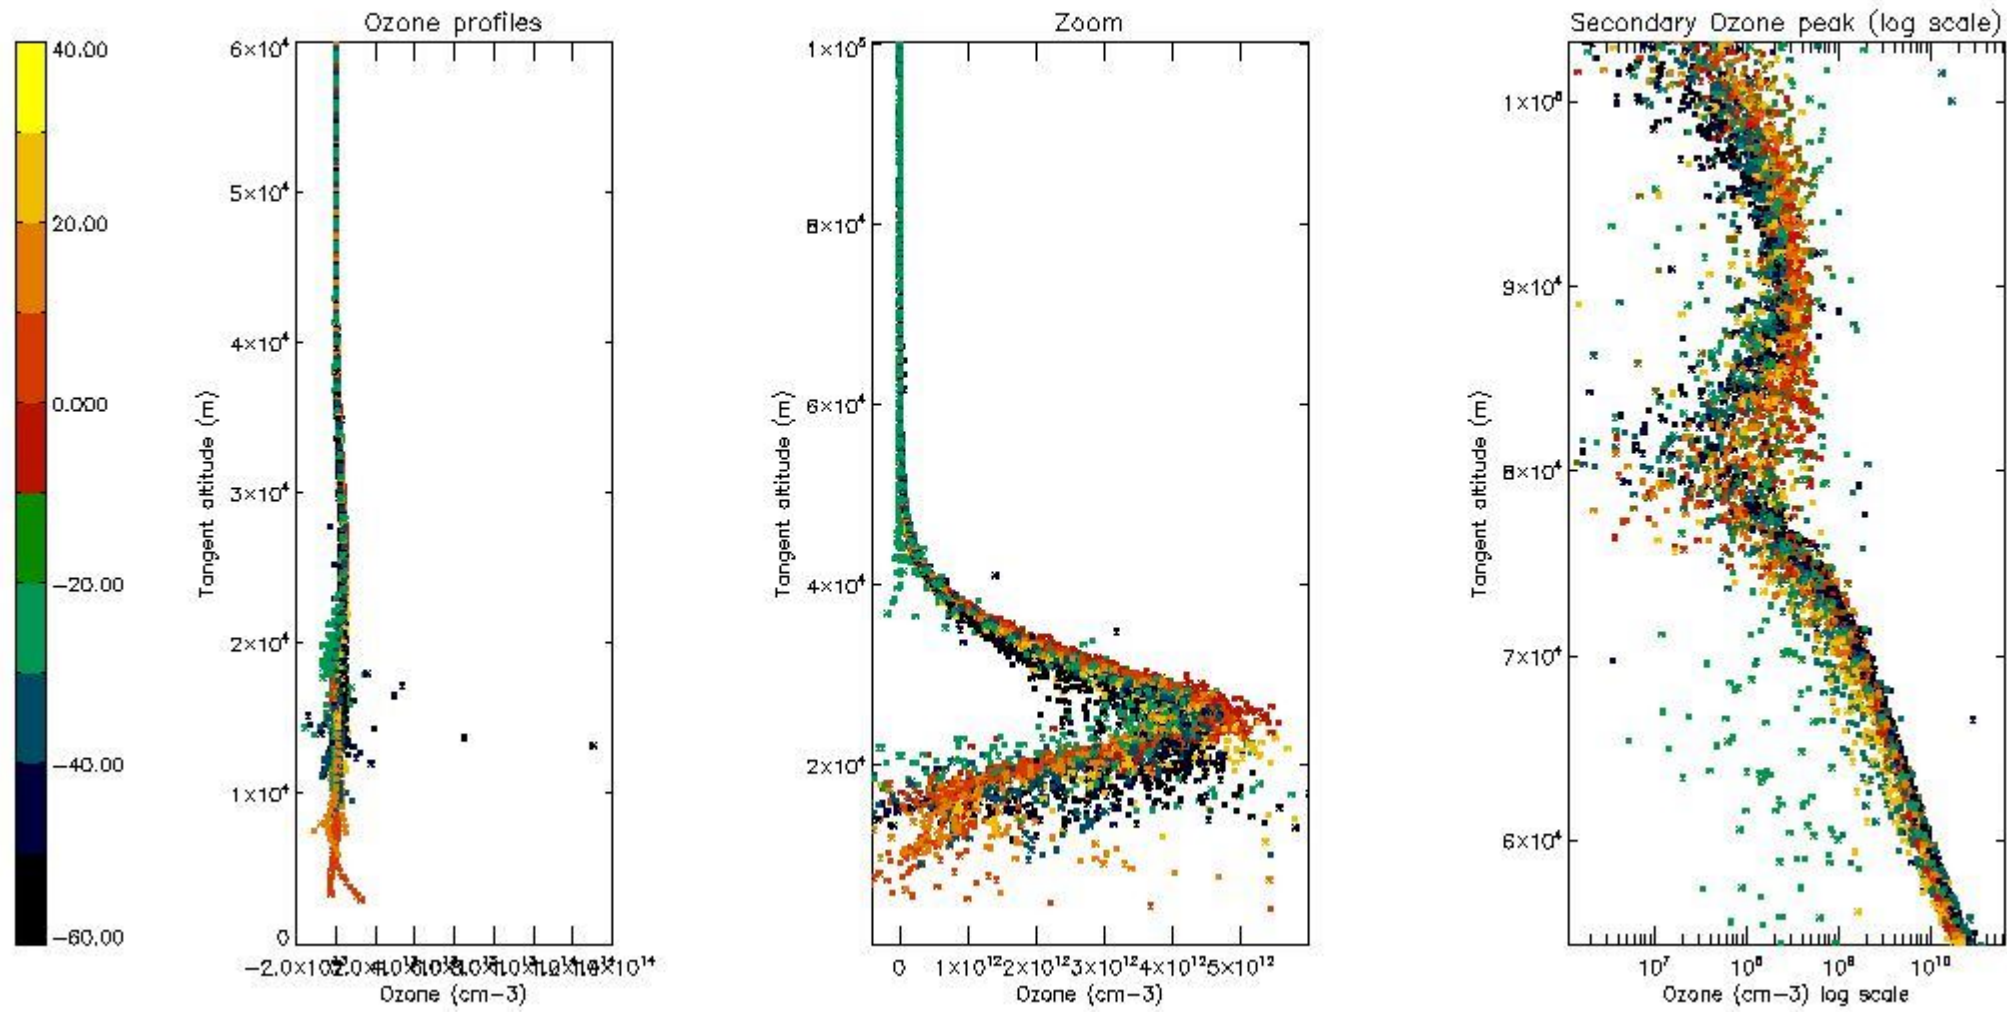 Ozone profiles
Zoom
Secondary Ozone peak (log scale)
40.00
20.00
0.000
−20.00
−40.00
−60.00
6×10⁴
5×10⁴
4×10⁴
3×10⁴
2×10⁴
1×10⁴
0
Tangent altitude (m)
Ozone (cm−3)
1×10⁵
8×10⁴
6×10⁴
4×10⁴
2×10⁴
Tangent altitude (m)
0 1×10¹² 2×10¹² 3×10¹² 4×10¹² 5×10¹²
Ozone (cm−3)
9×10⁴
8×10⁴
7×10⁴
6×10⁴
Tangent altitude (m)
10⁷ 10⁹ 10¹⁰
Ozone (cm−3) log scale